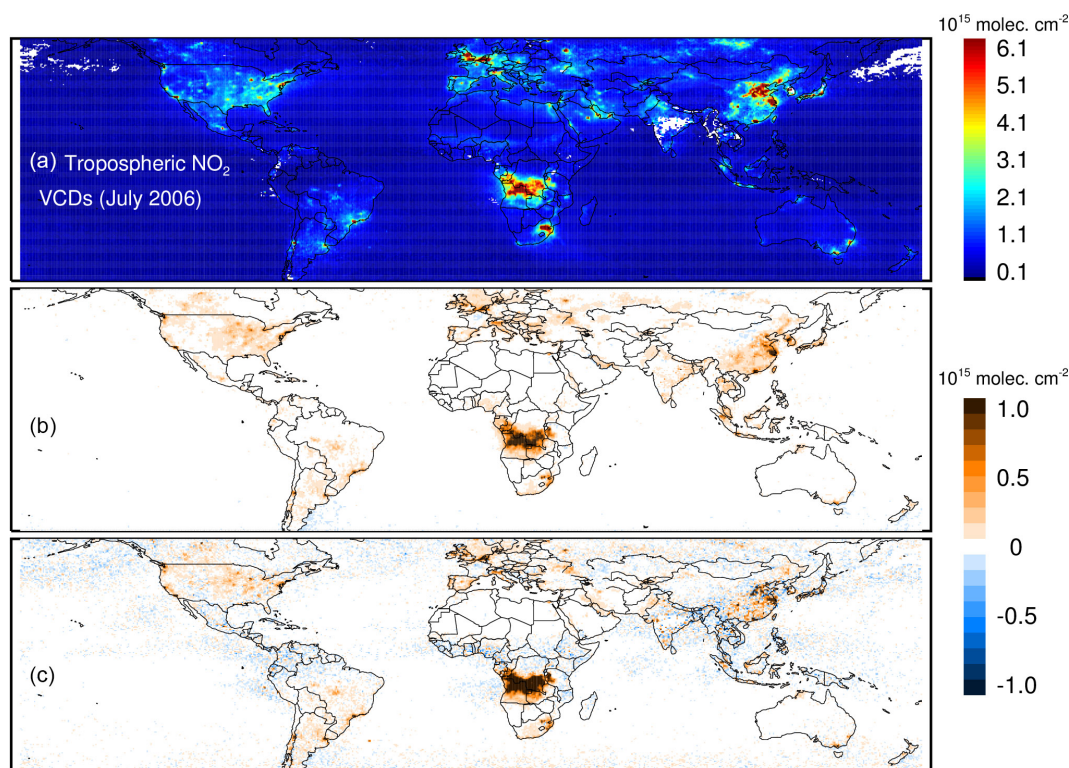 10¹⁵ molec. cm⁻²
6.1
5.1
4.1
3.1
2.1
1.1
0.1
(a) Tropospheric NO₂
VCDs (July 2006)
(b)
10¹⁵ molec. cm⁻²
1.0
0.5
0
-0.5
-1.0
(c)